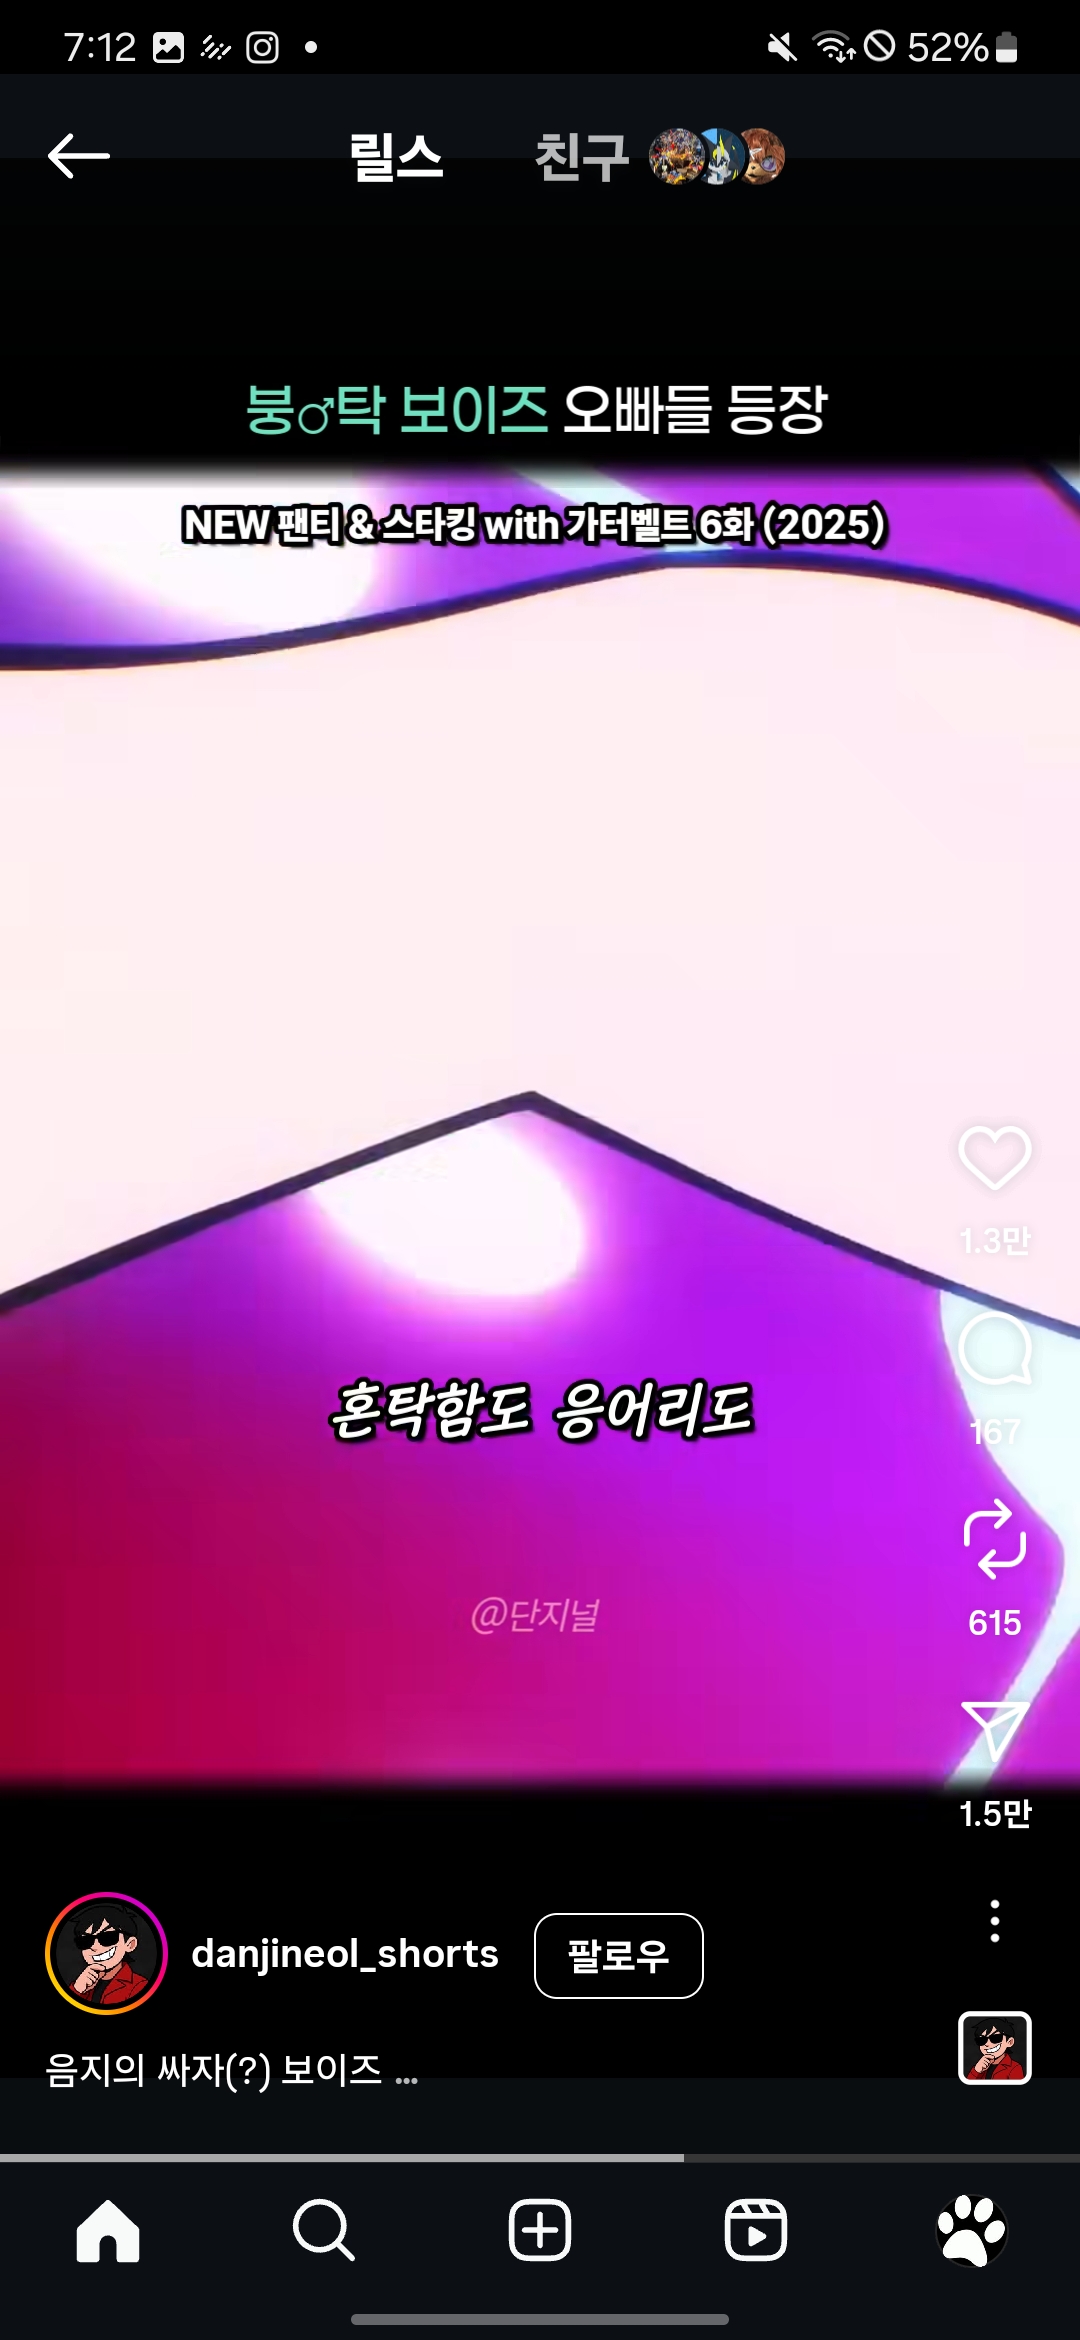 7:12
52%
릴스 친구
붕♂탁 보이즈 오빠들 등장
NEW 팬티 & 스타킹 with 가터벨트 6화 (2025)
1.3만
혼탁함도 응어리도
167
@단지널
615
1.5만
danjineol_shorts 팔로우
음지의 싸자(?) 보이즈 ...